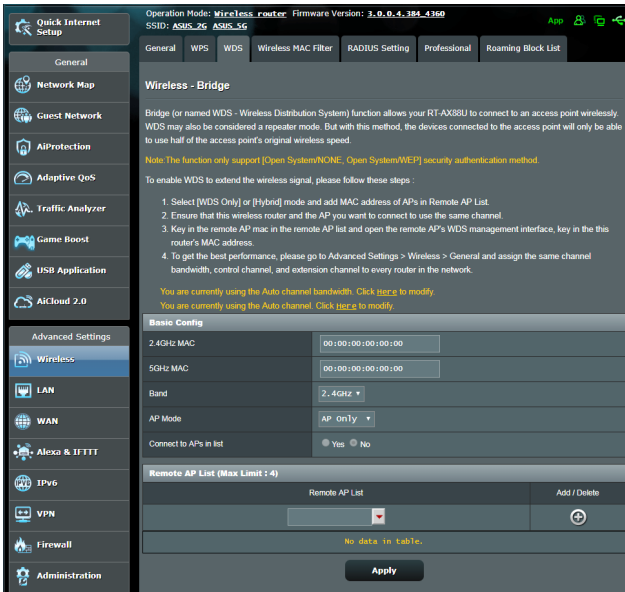 Quick Internet
Setup
General
Network Map
Guest Network
AiProtection
Adaptive QoS
Traffic Analyzer
Game Boost
USB Application
AiCloud 2.0
Advanced Settings
Wireless
LAN
WAN
Alexa & IFTTT
IPv6
VPN
Firewall
Administration
Operation Mode: Wireless router Firmware Version: 3.0.0.4.384_4360
SSID: ASUS_2G ASUS_5G
App
General WPS WDS Wireless MAC Filter RADIUS Setting Professional Roaming Block List
Wireless - Bridge
Bridge (or named WDS - Wireless Distribution System) function allows your RT-AX88U to connect to an access point wirelessly.
WDS may also be considered a repeater mode. But with this method, the devices connected to the access point will only be able
to use half of the access point's original wireless speed.
Note:The function only support [Open System/NONE, Open System/WEP] security authentication method.
To enable WDS to extend the wireless signal, please follow these steps :
1. Select [WDS Only] or [Hybrid] mode and add MAC address of APs in Remote AP List.
2. Ensure that this wireless router and the AP you want to connect to use the same channel.
3. Key in the remote AP mac in the remote AP list and open the remote AP's WDS management interface, key in the this
router's MAC address.
4. To get the best performance, please go to Advanced Settings > Wireless > General and assign the same channel
bandwidth, control channel, and extension channel to every router in the network.
You are currently using the Auto channel bandwidth. Click Here to modify.
You are currently using the Auto channel. Click Here to modify.
Basic Config
2.4GHz MAC 00:00:00:00:00:00
5GHz MAC 00:00:00:00:00:00
Band 2.4GHz
AP Mode AP Only
Connect to APs in list Yes No
Remote AP List (Max Limit : 4)
Remote AP List Add / Delete
No data in table.
Apply